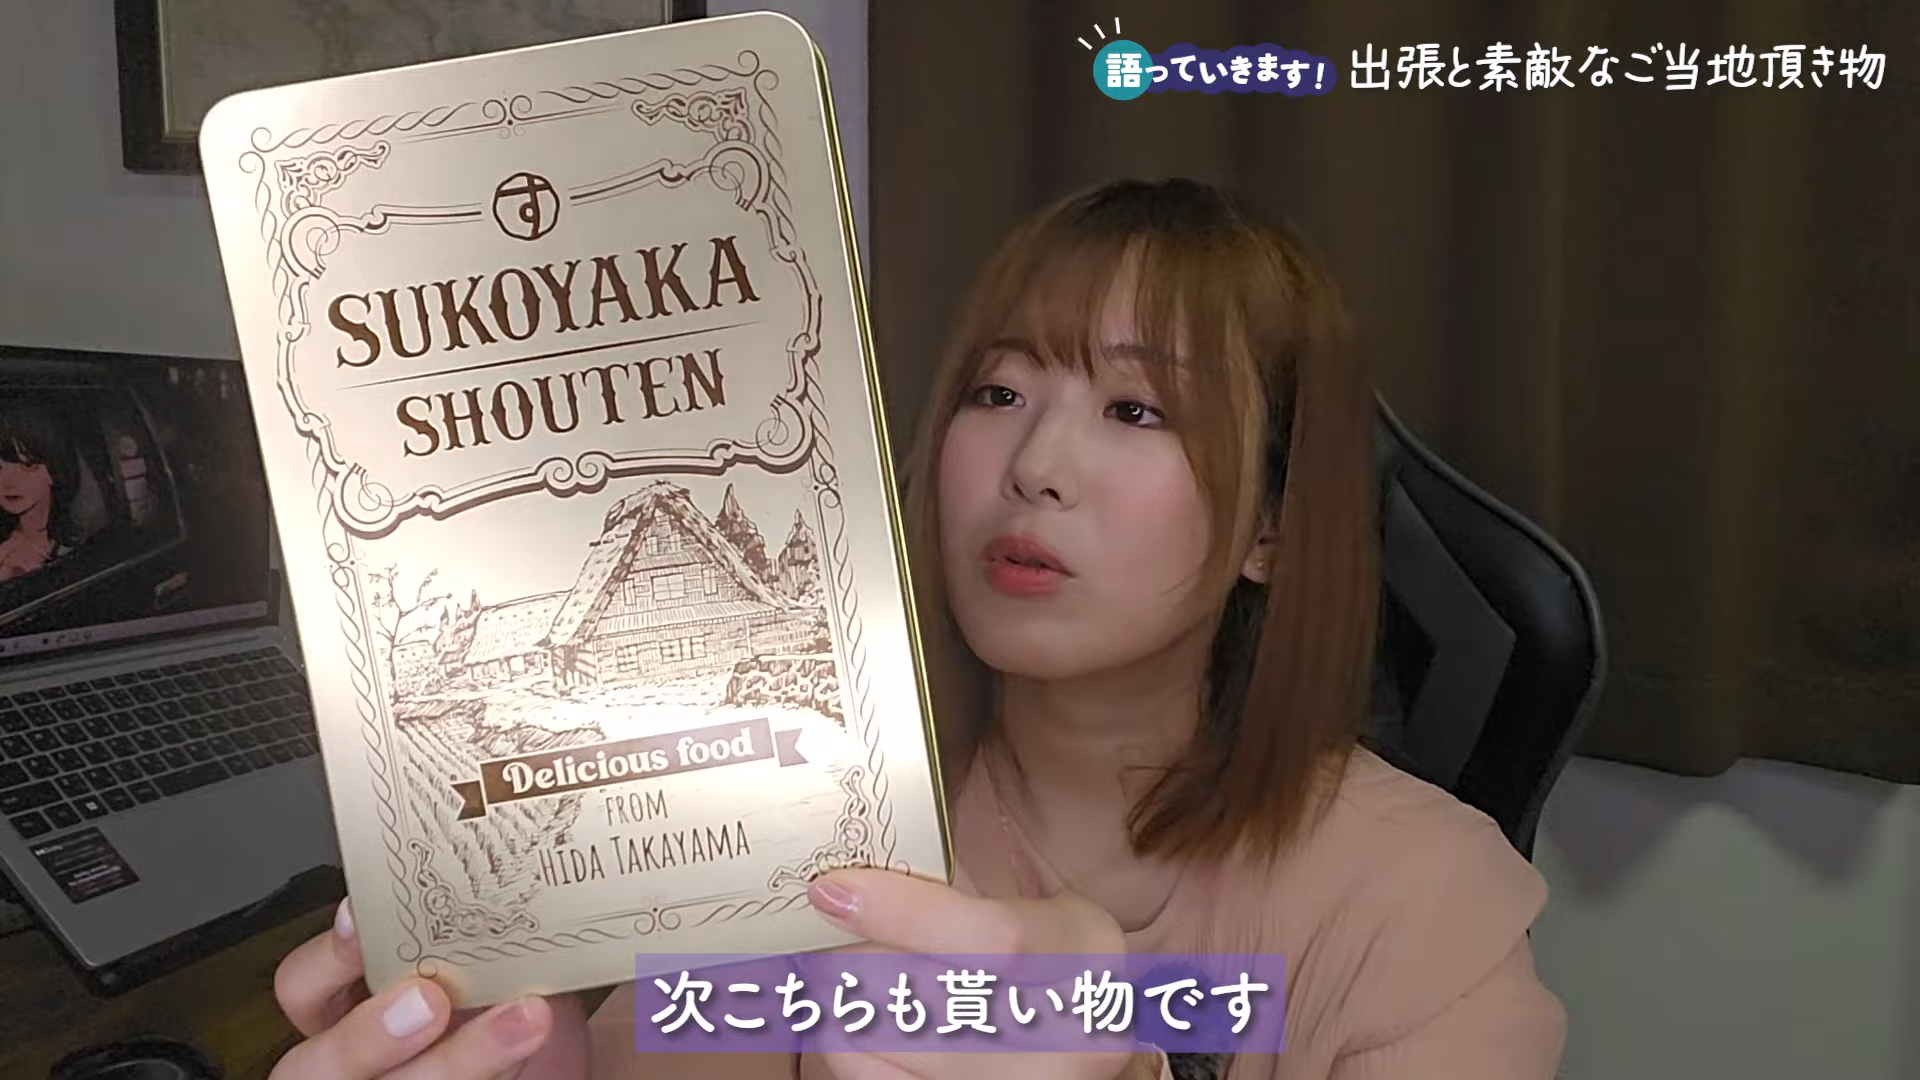 語っていきます! 出張と素敵なご当地頂き物
す
SUKOYAKA
SHOUTEN
Delicious food
FROM
HIDA TAKAYAMA
次こちらも貰い物です